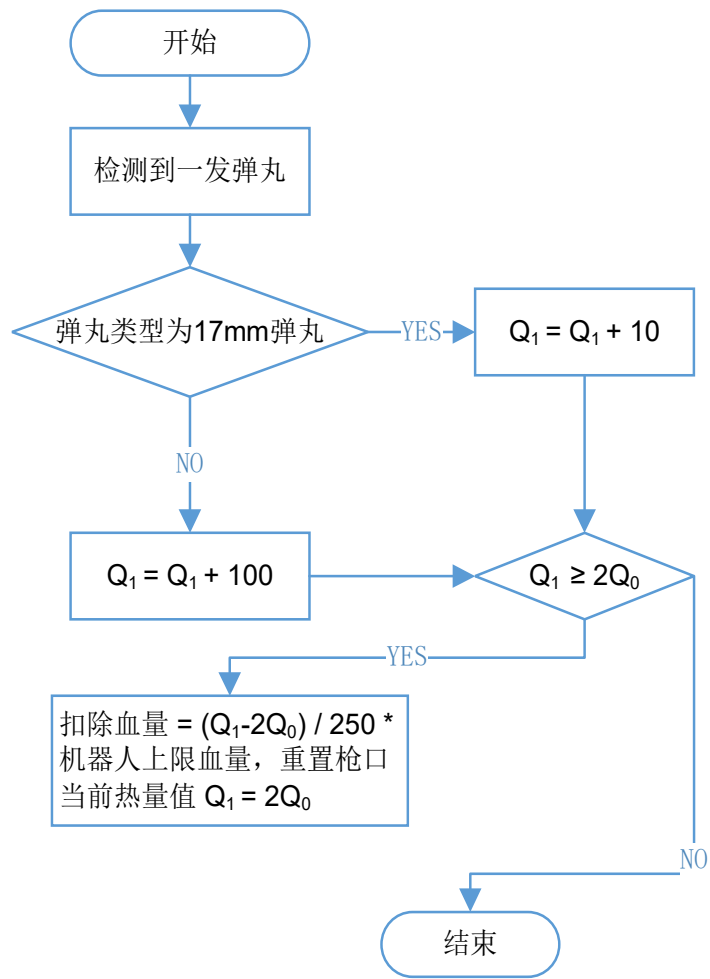 开始
检测到一发弹丸
弹丸类型为17mm弹丸
YES
Q₁ = Q₁ + 10
NO
Q₁ = Q₁ + 100
Q₁ ≥ 2Q₀
YES
扣除血量 = (Q₁-2Q₀) / 250 *
机器人上限血量，重置枪口
当前热量值 Q₁ = 2Q₀
NO
结束